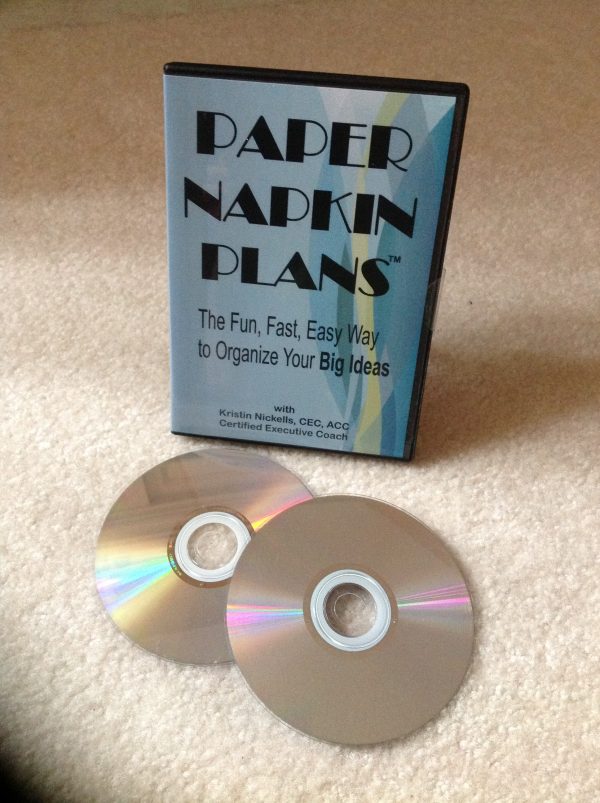 PAPER
NAPKIN
PLANS™
The Fun, Fast, Easy Way
to Organize Your Big Ideas
with
Kristin Nickells, CEC, ACC
Certified Executive Coach